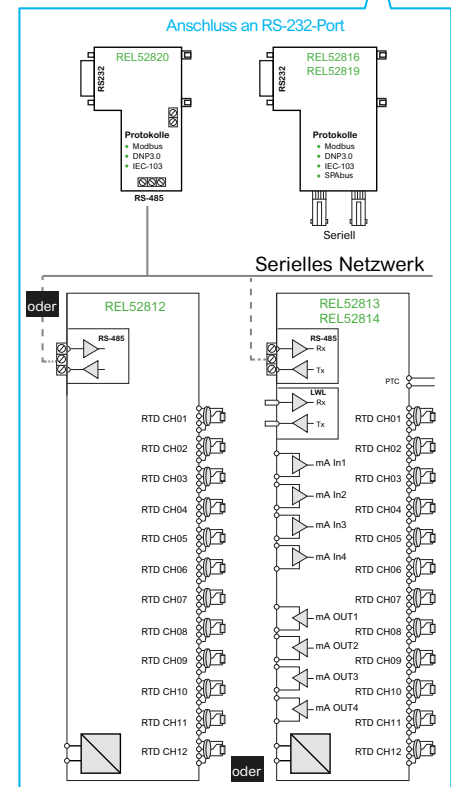 Anschluss an RS-232-Port
REL52820
RS232
Protokolle
• Modbus
• DNP3.0
• IEC-103
RS-485
REL52816
REL52819
RS232
Protokolle
• Modbus
• DNP3.0
• IEC-103
• SPAbus
Seriell
Serielles Netzwerk
oder
REL52812
RS-485
RTD CH01
RTD CH02
RTD CH03
RTD CH04
RTD CH05
RTD CH06
RTD CH07
RTD CH08
RTD CH09
RTD CH10
RTD CH11
RTD CH12
oder
REL52813
REL52814
RS-485
Rx
Tx
LWL
Rx
Tx
PTC
mA In1
mA In2
mA In3
mA In4
mA OUT1
mA OUT2
mA OUT3
mA OUT4
RTD CH01
RTD CH02
RTD CH03
RTD CH04
RTD CH05
RTD CH06
RTD CH07
RTD CH08
RTD CH09
RTD CH10
RTD CH11
RTD CH12